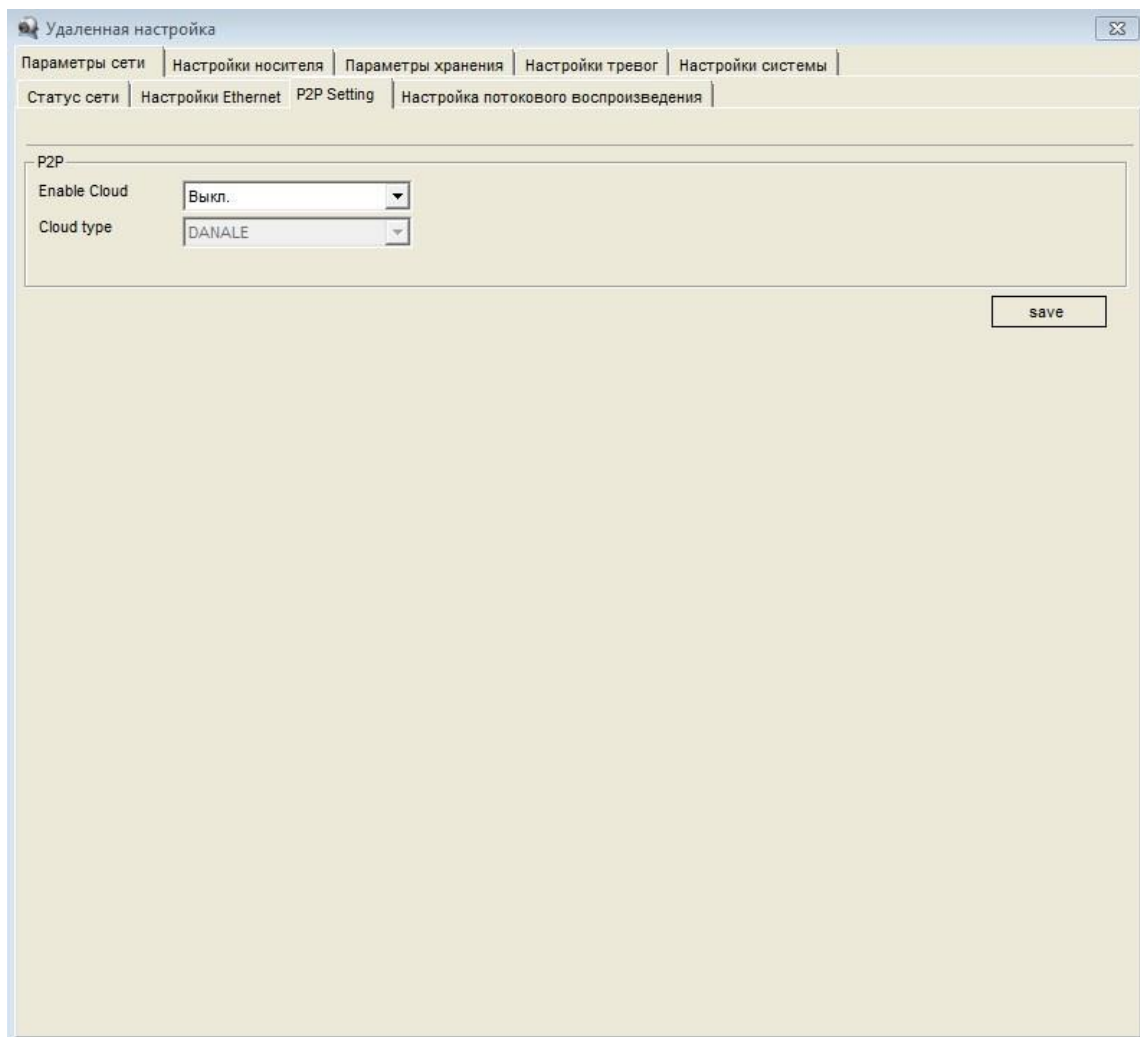 Удаленная настройка
Параметры сети Настройки носителя Параметры хранения Настройки тревог Настройки системы
Статус сети Настройки Ethernet P2P Setting Настройка потокового воспроизведения
P2P
Enable Cloud Выкл.
Cloud type DANALE
save